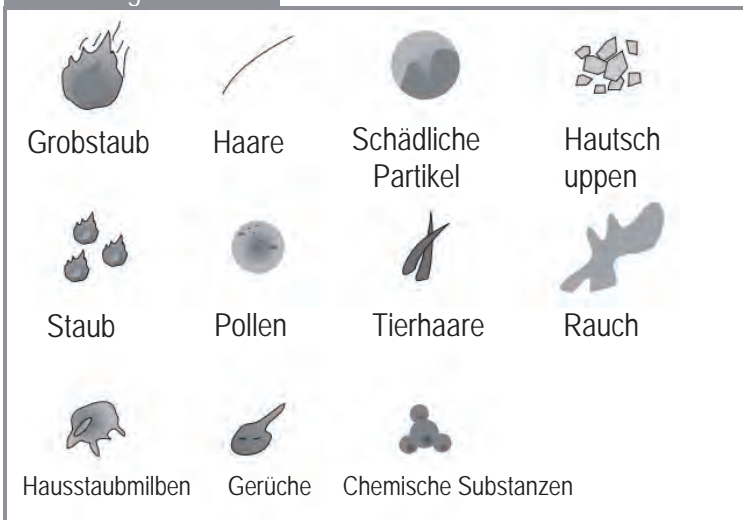 Grobstaub Haare Schädliche Partikel Hautsch uppen
Staub Pollen Tierhaare Rauch
Hausstaubmilben Gerüche Chemische Substanzen